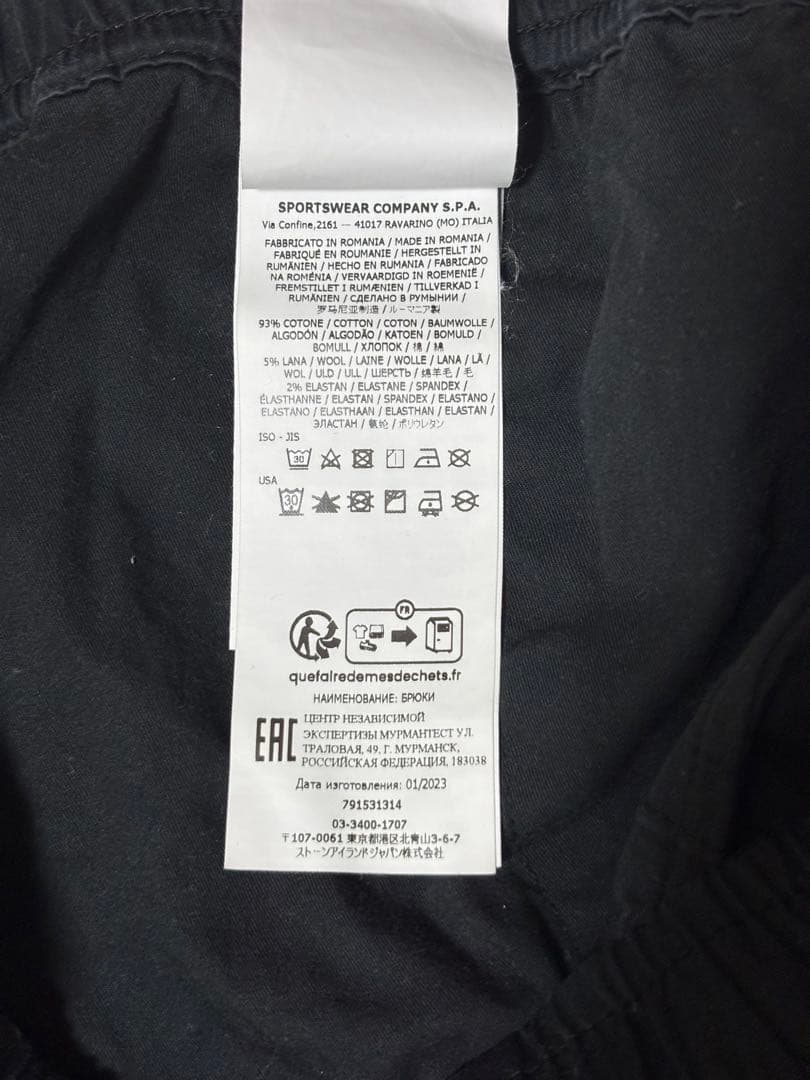 SPORTSWEAR COMPANY S.P.A.
Via Confine,2161 — 41017 RAVARINO (MO) ITALIA
FABBRICATO IN ROMANIA / MADE IN ROMANIA /
FABRIQUÉ EN ROUMANIE / HERGESTELLT IN
RUMÄNIEN / HECHO EN RUMANIA / FABRICADO
NA ROMÉNIA / VERVAARDIGD IN ROEMENIË /
FREMSTILLET I RUMÆNIEN / TILLVERKAD I
RUMÄNIEN / СДЕЛАНО В РУМЫНИИ /
罗马尼亚制造 / ルーマニア製
93% COTONE / COTTON / COTON / BAUMWOLLE /
ALGODÓN / ALGODÃO / KATOEN / BOMULD /
BOMULL / ХЛОПОК / 棉 / 綿
5% LANA / WOOL / LAINE / WOLLE / LANA / LÃ /
WOL / ULD / ULL / ШЕРСТЬ / 绵羊毛 / 毛
2% ELASTAN / ELASTANE / SPANDEX /
ÉLASTHANNE / ELASTAN / SPANDEX / ELASTANO /
ELASTANO / ELASTHAAN / ELASTHAN / ELASTAN /
ЭЛАСТАН / 氨纶 / ポリウレタン
ISO - JIS
30
USA
30
FR
quefairedemesdechets.fr
НАИМЕНОВАНИЕ: БРЮКИ
EAC
ЦЕНТР НЕЗАВИСИМОЙ
ЭКСПЕРТИЗЫ МУРМАНТЕСТ УЛ.
ТРАЛОВАЯ, 49, Г. МУРМАНСК,
РОССИЙСКАЯ ФЕДЕРАЦИЯ, 183038
Дата изготовления: 01/2023
791531314
03-3400-1707
〒107-0061 東京都港区北青山3-6-7
ストーンアイランドジャパン株式会社